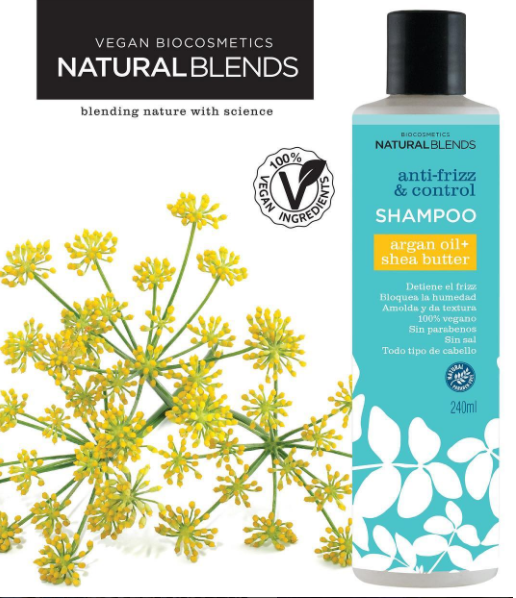 VEGAN BIOCOSMETICS
NATURALBLENDS
blending nature with science
100%
VEGAN INGREDIENTS
V
BIOCOSMETICS
NATURALBLENDS
anti-frizz
& control
SHAMPOO
argan oil+
shea butter
Detiene el frizz
Bloquea la humedad
Amolda y da textura
100% vegano
Sin parabenos
Sin sal
Todo tipo de cabello
240ml